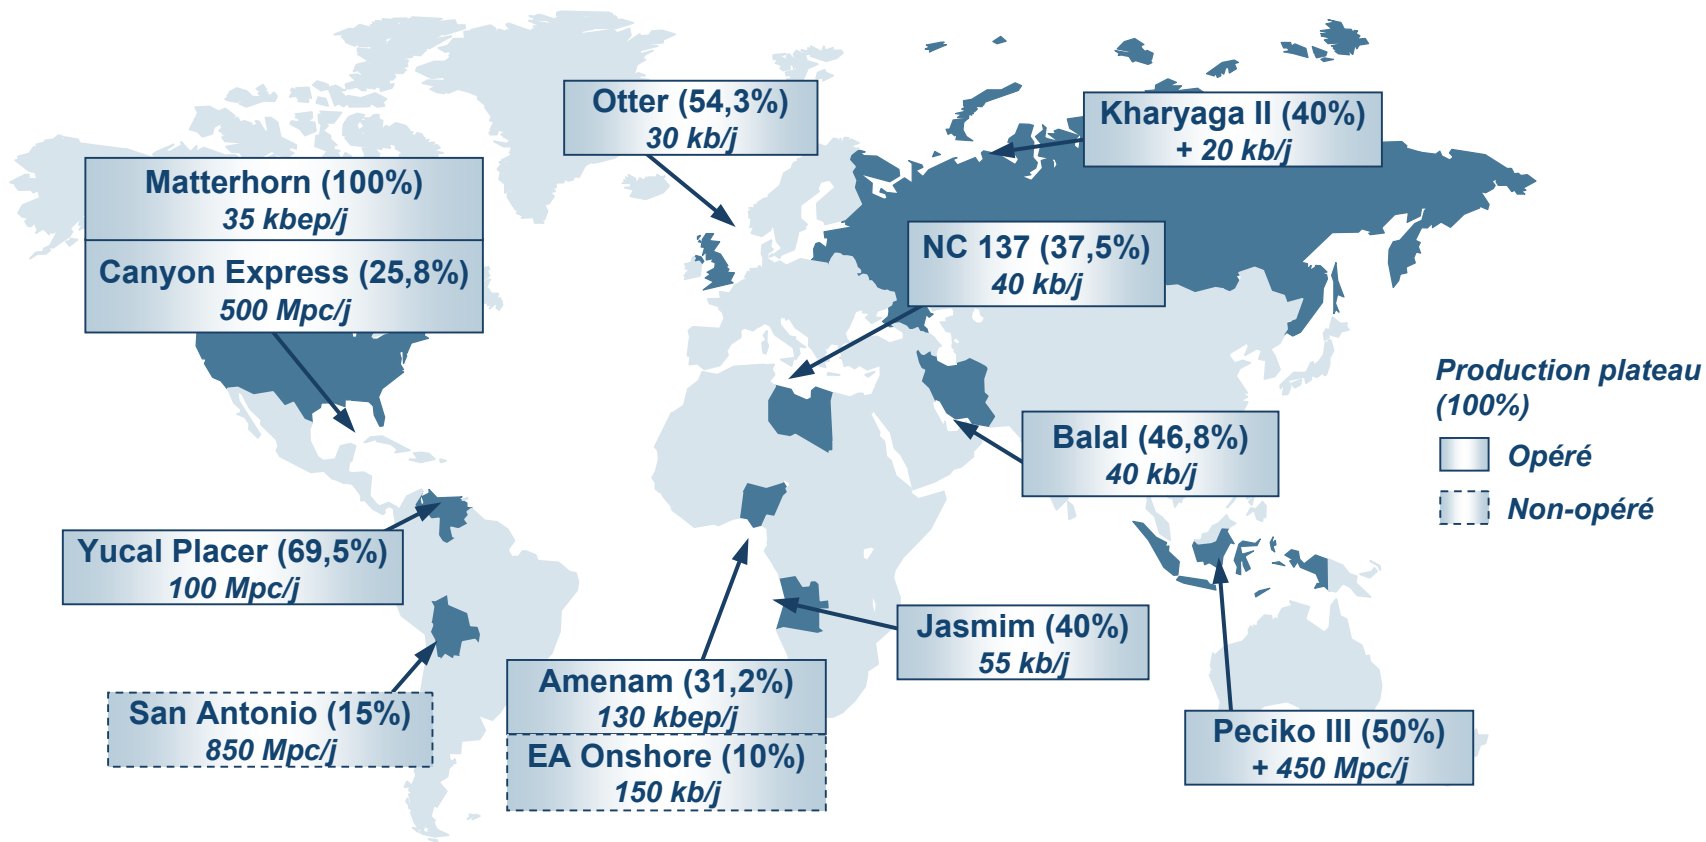 Otter (54,3%)
30 kb/j
Kharyaga II (40%)
+ 20 kb/j
Matterhorn (100%)
35 kbep/j
Canyon Express (25,8%)
500 Mpc/j
NC 137 (37,5%)
40 kb/j
Production plateau
(100%)
Opéré
Non-opéré
Balal (46,8%)
40 kb/j
Yucal Placer (69,5%)
100 Mpc/j
Jasmim (40%)
55 kb/j
San Antonio (15%)
850 Mpc/j
Amenam (31,2%)
130 kbep/j
EA Onshore (10%)
150 kb/j
Peciko III (50%)
+ 450 Mpc/j